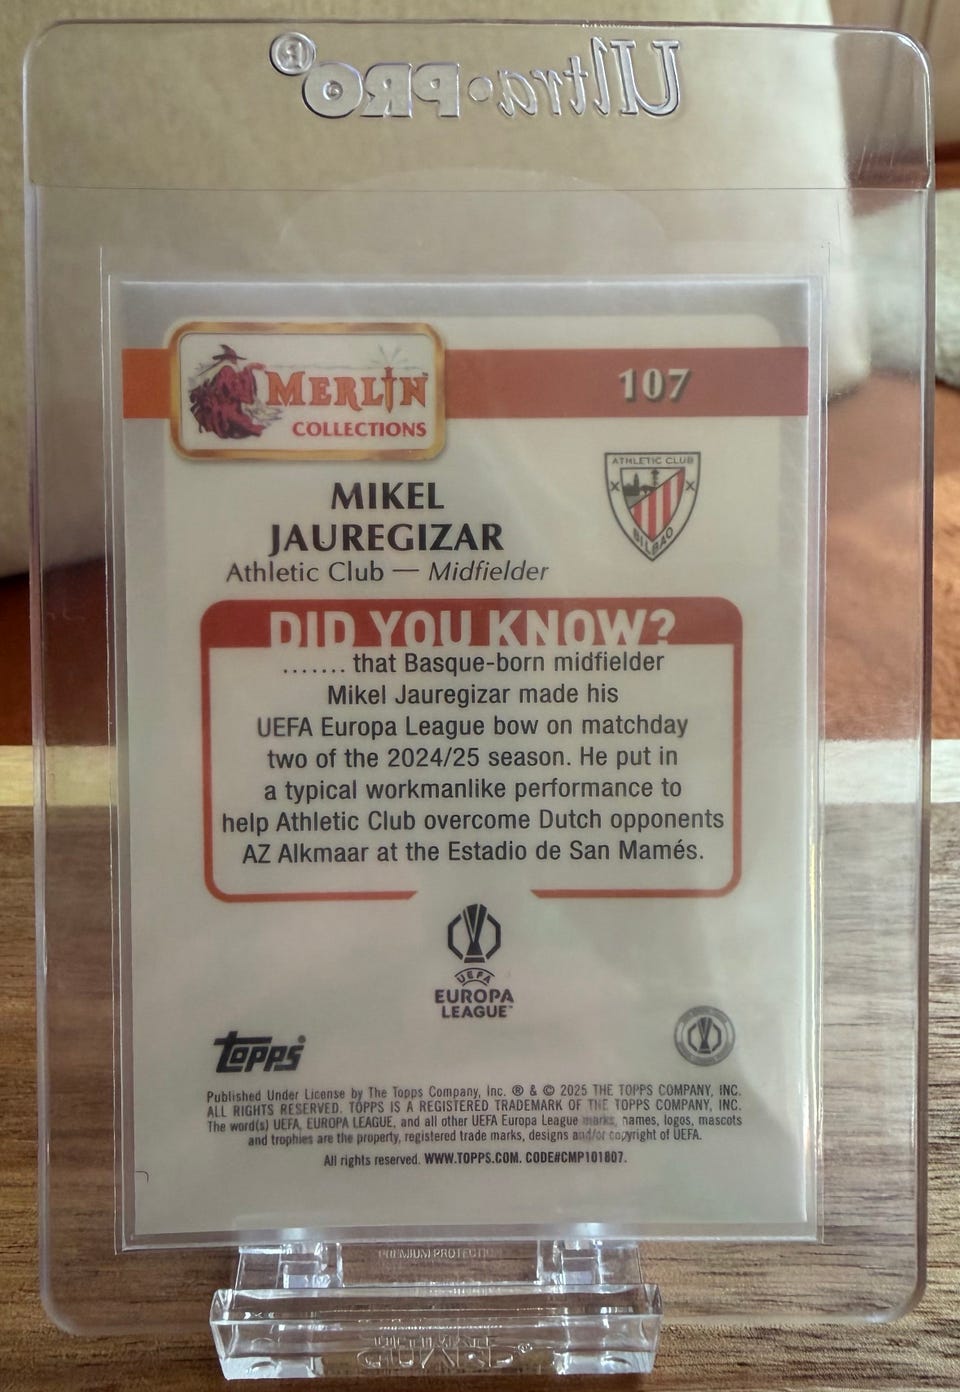 Ultra·PRO®
MERLIN™
COLLECTIONS
107
ATHLETIC CLUB
BILBAO
MIKEL
JAUREGIZAR
Athletic Club — Midfielder
DID YOU KNOW?
....... that Basque-born midfielder
Mikel Jauregizar made his
UEFA Europa League bow on matchday
two of the 2024/25 season. He put in
a typical workmanlike performance to
help Athletic Club overcome Dutch opponents
AZ Alkmaar at the Estadio de San Mamés.
UEFA
EUROPA
LEAGUE™
Topps®
Published Under License by The Topps Company, Inc. ® & © 2025 THE TOPPS COMPANY, INC.
ALL RIGHTS RESERVED. TOPPS IS A REGISTERED TRADEMARK OF THE TOPPS COMPANY, INC.
The word(s) UEFA, EUROPA LEAGUE, and all other UEFA Europa League marks, names, logos, mascots
and trophies are the property, registered trade marks, designs and/or copyright of UEFA.
All rights reserved. WWW.TOPPS.COM. CODE#CMP101807.
PREMIUM PROTECTION